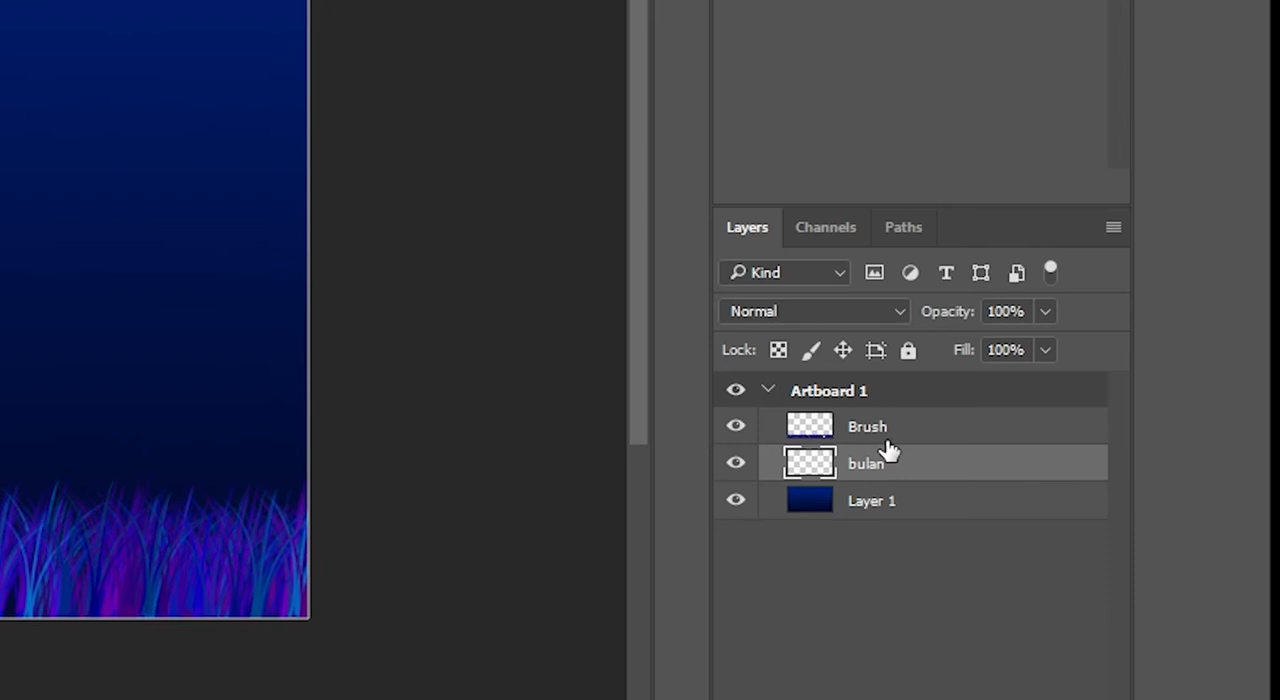 Layers Channels Paths
Kind
Normal Opacity: 100%
Lock: Fill: 100%
Artboard 1
Brush
bulan
Layer 1